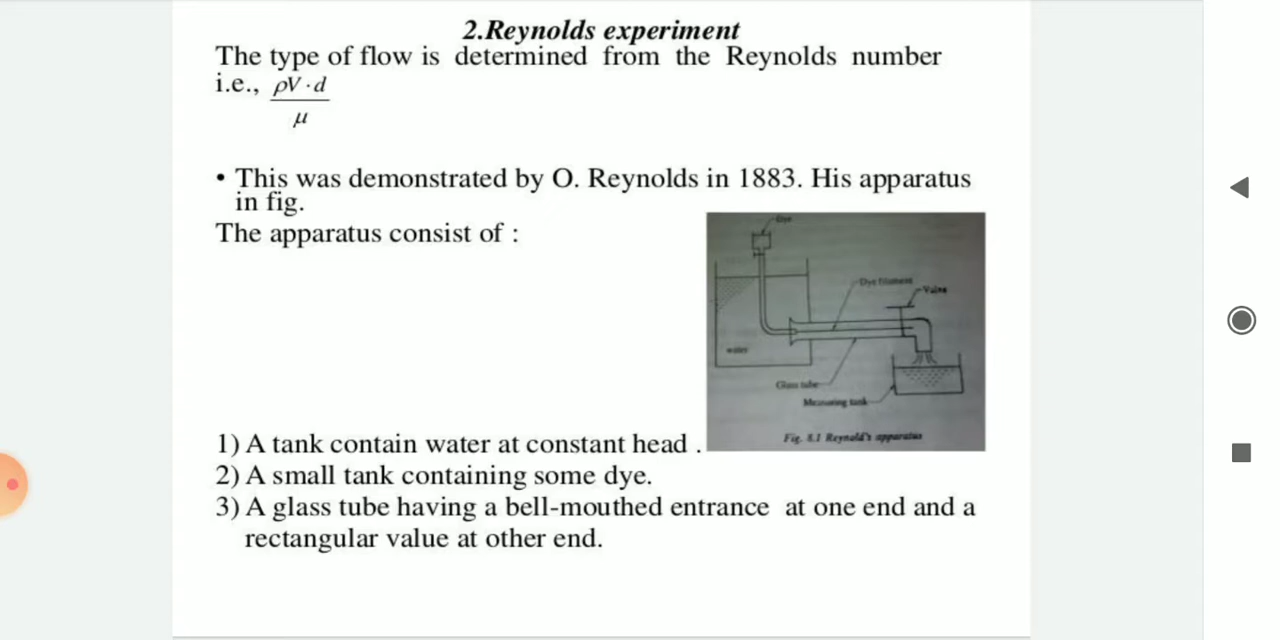 2.Reynolds experiment
The type of flow is determined from the Reynolds number
i.e., ρV·d
μ
• This was demonstrated by O. Reynolds in 1883. His apparatus
in fig.
The apparatus consist of :
dye
Dye filament
Valve
water
Glass tube
Measuring tank
Fig. 8.1 Reynold's apparatus
1) A tank contain water at constant head .
2) A small tank containing some dye.
3) A glass tube having a bell-mouthed entrance at one end and a
rectangular value at other end.